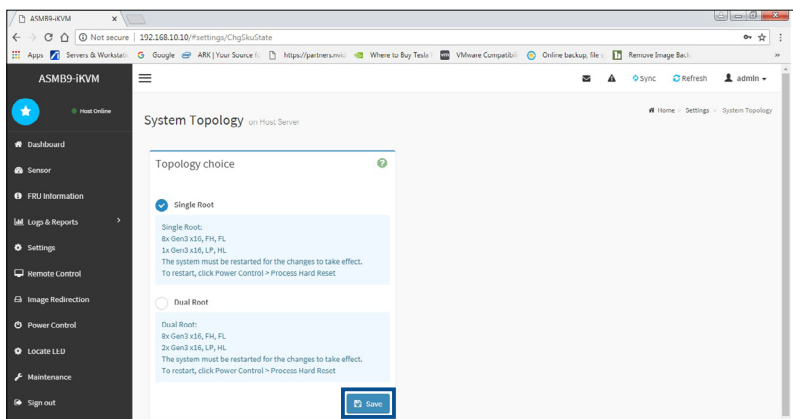 ASMB9-iKVM
Not secure | 192.168.10.10/#settings/ChgSkuState
Apps Servers & Workstati Google ARK | Your Source f https://partners.nvid Where to Buy Tesla VMware Compatibili Online backup, file s Remove Image Back
ASMB9-iKVM
Sync Refresh admin
Host Online
System Topology on Host Server
Home > Settings > System Topology
Dashboard
Sensor
FRU Information
Logs & Reports
Settings
Remote Control
Image Redirection
Power Control
Locate LED
Maintenance
Sign out
Topology choice
Single Root
Single Root:
8x Gen3 x16, FH, FL
1x Gen3 x16, LP, HL
The system must be restarted for the changes to take effect.
To restart, click Power Control > Process Hard Reset
Dual Root
Dual Root:
8x Gen3 x16, FH, FL
2x Gen3 x16, LP, HL
The system must be restarted for the changes to take effect.
To restart, click Power Control > Process Hard Reset
Save